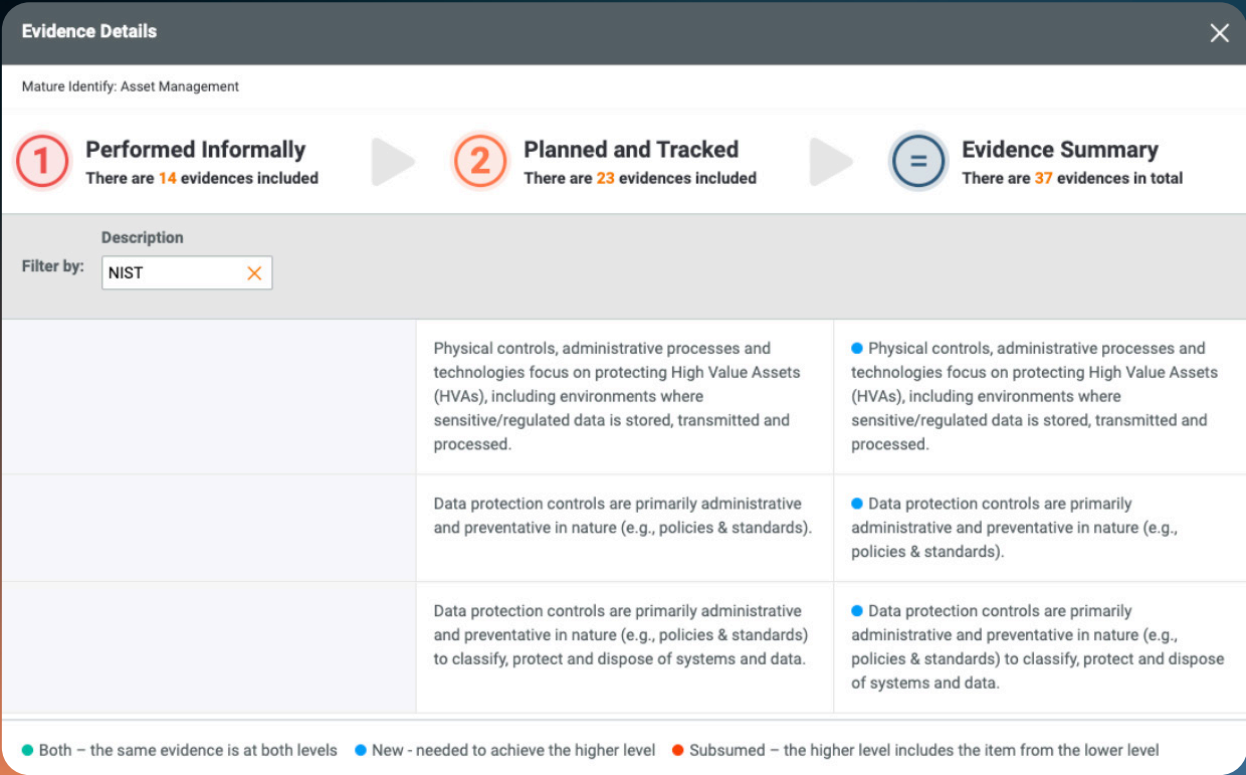 Evidence Details
Mature Identify: Asset Management
1
Performed Informally
There are 14 evidences included
2
Planned and Tracked
There are 23 evidences included
=
Evidence Summary
There are 37 evidences in total
Description
Filter by:
NIST
Physical controls, administrative processes and
technologies focus on protecting High Value Assets
(HVAs), including environments where
sensitive/regulated data is stored, transmitted and
processed.
Physical controls, administrative processes and
technologies focus on protecting High Value Assets
(HVAs), including environments where
sensitive/regulated data is stored, transmitted and
processed.
Data protection controls are primarily administrative
and preventative in nature (e.g., policies & standards).
Data protection controls are primarily
administrative and preventative in nature (e.g.,
policies & standards).
Data protection controls are primarily administrative
and preventative in nature (e.g., policies & standards)
to classify, protect and dispose of systems and data.
Data protection controls are primarily
administrative and preventative in nature (e.g.,
policies & standards) to classify, protect and dispose
of systems and data.
Both – the same evidence is at both levels
New - needed to achieve the higher level
Subsumed – the higher level includes the item from the lower level